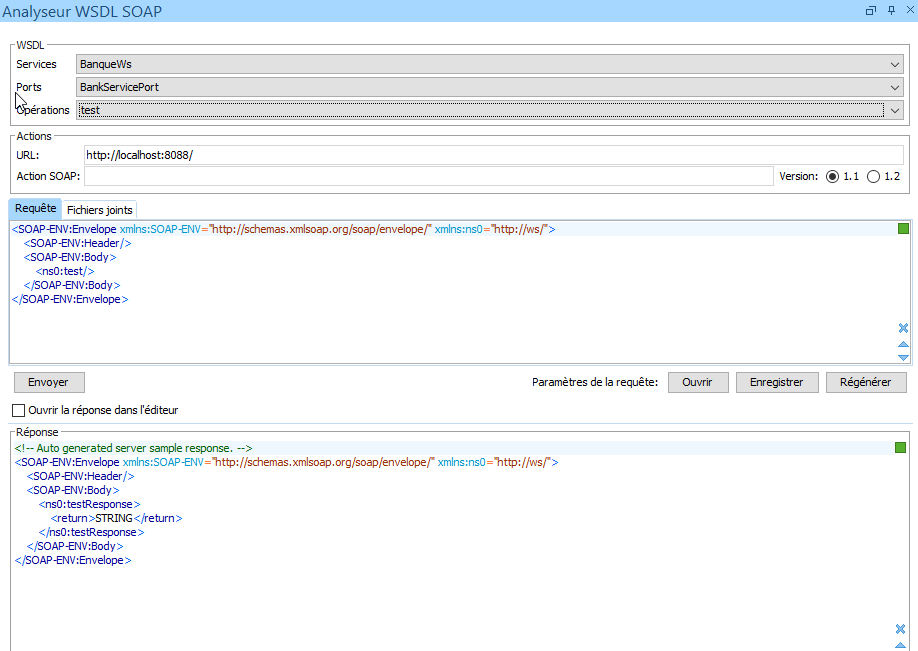 Analyseur WSDL SOAP
WSDL
Services BanqueWs
Ports BankServicePort
Opérations test
Actions
URL: http://localhost:8088/
Action SOAP: Version: 1.1 1.2
Requête Fichiers joints
<SOAP-ENV:Envelope xmlns:SOAP-ENV="http://schemas.xmlsoap.org/soap/envelope/" xmlns:ns0="http://ws/">
<SOAP-ENV:Header/>
<SOAP-ENV:Body>
<ns0:test/>
</SOAP-ENV:Body>
</SOAP-ENV:Envelope>
Envoyer Paramètres de la requête: Ouvrir Enregistrer Régénérer
Ouvrir la réponse dans l'éditeur
Réponse
<!-- Auto generated server sample response. -->
<SOAP-ENV:Envelope xmlns:SOAP-ENV="http://schemas.xmlsoap.org/soap/envelope/" xmlns:ns0="http://ws/">
<SOAP-ENV:Header/>
<SOAP-ENV:Body>
<ns0:testResponse>
<return>STRING</return>
</ns0:testResponse>
</SOAP-ENV:Body>
</SOAP-ENV:Envelope>